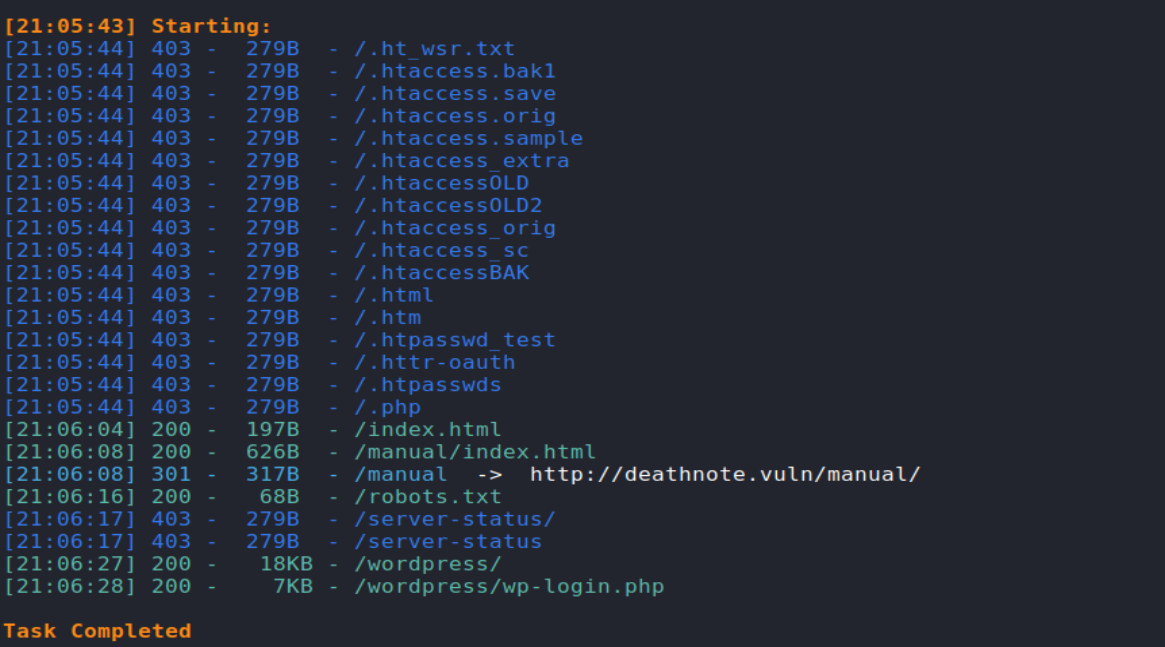 [21:05:43] Starting:
[21:05:44] 403 -  279B  - /.ht_wsr.txt
[21:05:44] 403 -  279B  - /.htaccess.bak1
[21:05:44] 403 -  279B  - /.htaccess.save
[21:05:44] 403 -  279B  - /.htaccess.orig
[21:05:44] 403 -  279B  - /.htaccess.sample
[21:05:44] 403 -  279B  - /.htaccess_extra
[21:05:44] 403 -  279B  - /.htaccessOLD
[21:05:44] 403 -  279B  - /.htaccessOLD2
[21:05:44] 403 -  279B  - /.htaccess_orig
[21:05:44] 403 -  279B  - /.htaccess_sc
[21:05:44] 403 -  279B  - /.htaccessBAK
[21:05:44] 403 -  279B  - /.html
[21:05:44] 403 -  279B  - /.htm
[21:05:44] 403 -  279B  - /.htpasswd_test
[21:05:44] 403 -  279B  - /.httr-oauth
[21:05:44] 403 -  279B  - /.htpasswds
[21:05:44] 403 -  279B  - /.php
[21:06:04] 200 -  197B  - /index.html
[21:06:08] 200 -  626B  - /manual/index.html
[21:06:08] 301 -  317B  - /manual  ->  http://deathnote.vuln/manual/
[21:06:16] 200 -   68B  - /robots.txt
[21:06:17] 403 -  279B  - /server-status/
[21:06:17] 403 -  279B  - /server-status
[21:06:27] 200 -   18KB - /wordpress/
[21:06:28] 200 -    7KB - /wordpress/wp-login.php
Task Completed